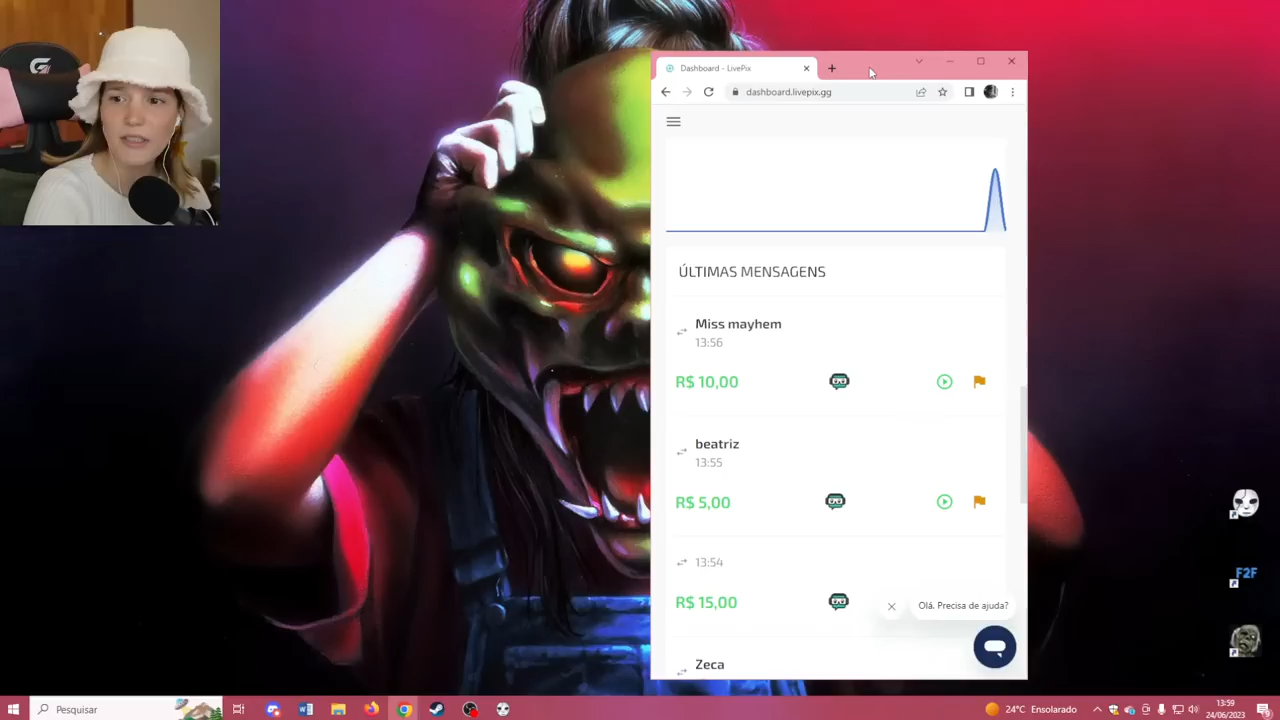 Dashboard - LivePix
dashboard.livepix.gg
ÚLTIMAS MENSAGENS
Miss mayhem
13:56
R$ 10,00
beatriz
13:55
R$ 5,00
13:54
R$ 15,00
Olá. Precisa de ajuda?
Zeca
F2F
Pesquisar
24°C Ensolarado
13:59
24/06/2023